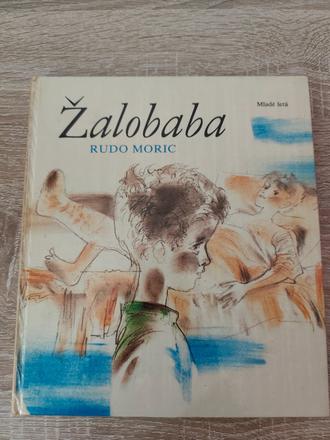 Žalobaba
RUDO MORIC
Mladé letá